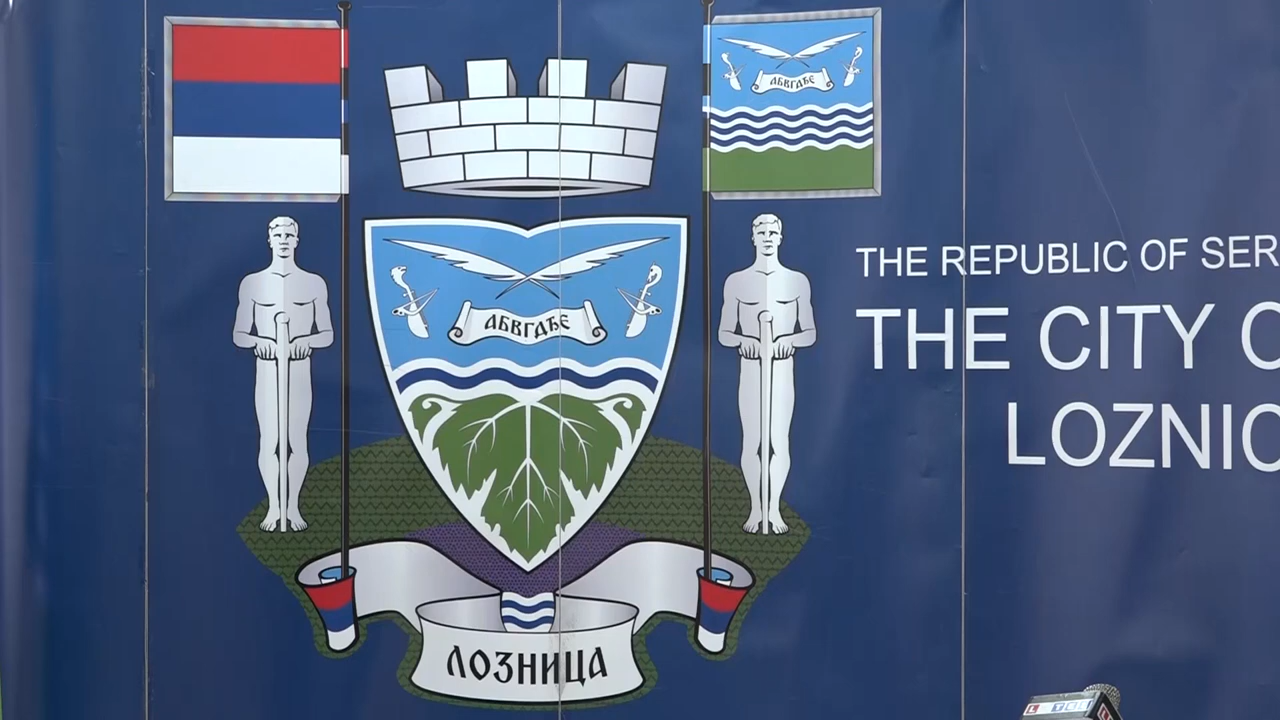 АБВГДЂЕ
АБВГДЂЕ
THE REPUBLIC OF SER
THE CITY
LOZNIC
ЛОЗНИЦА